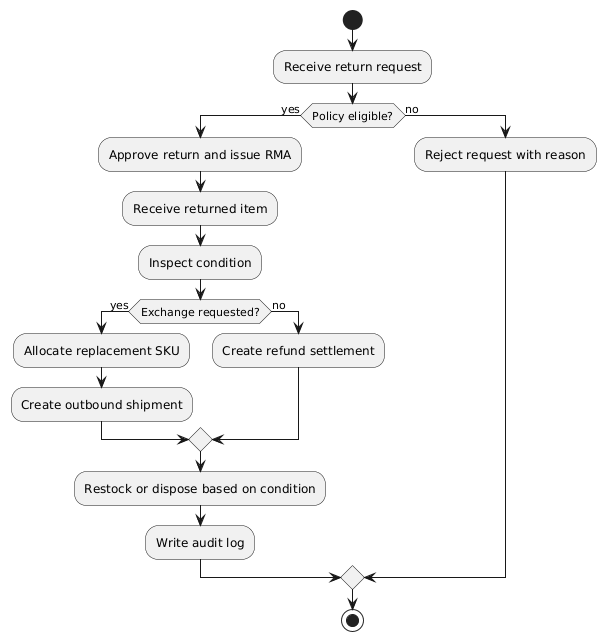 Receive return request
yes
Policy eligible?
no
Approve return and issue RMA
Reject request with reason
Receive returned item
Inspect condition
yes
Exchange requested?
no
Allocate replacement SKU
Create refund settlement
Create outbound shipment
Restock or dispose based on condition
Write audit log